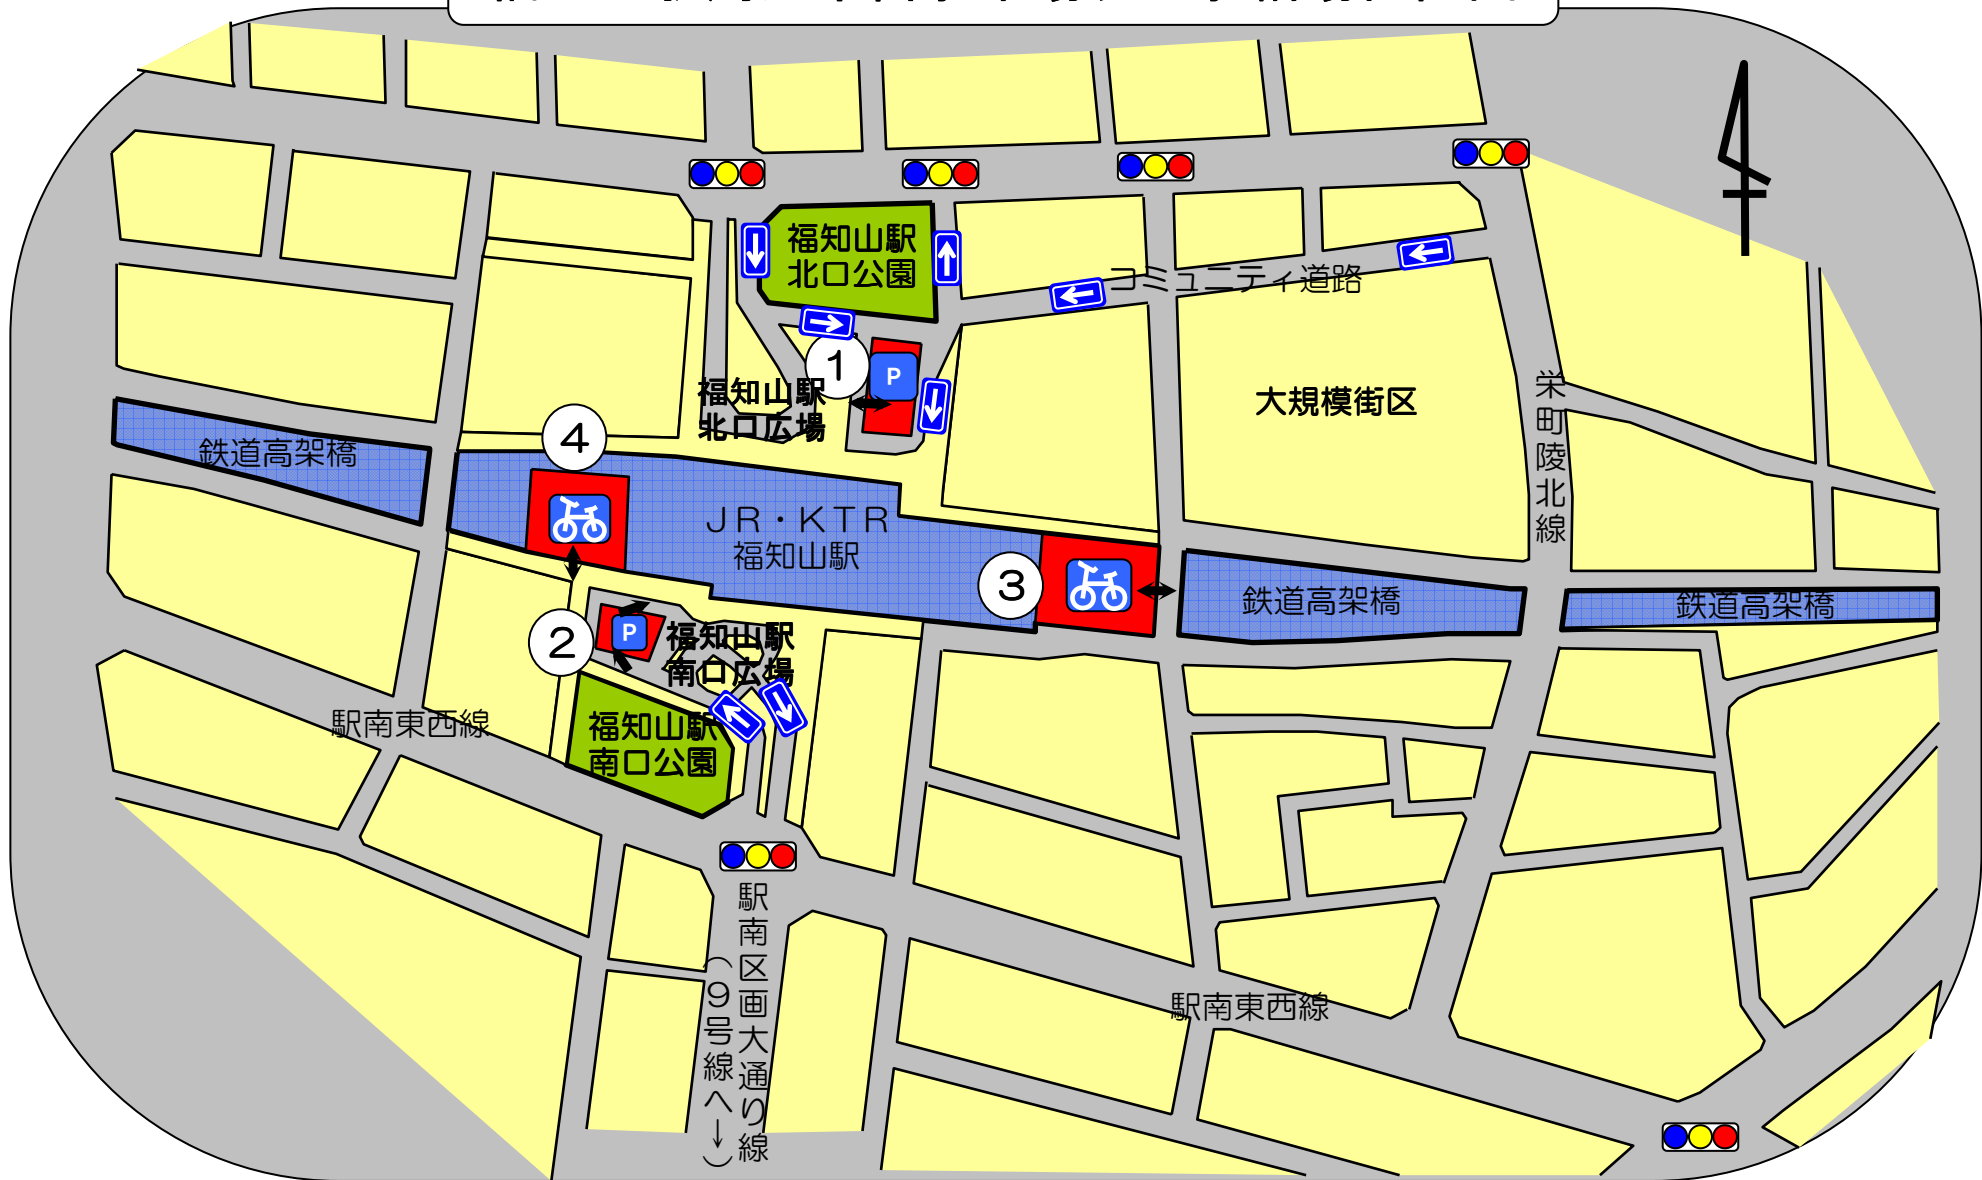 福知山駅
北口公園
コミュニティ道路
1
P
福知山駅
北口広場
大規模街区
栄町陵北線
4
鉄道高架橋
JR・KTR
福知山駅
3
鉄道高架橋
鉄道高架橋
2
P
福知山駅
南口広場
駅南東西線
福知山駅
南口公園
駅南区画大通り線
（9号線へ→）
駅南東西線